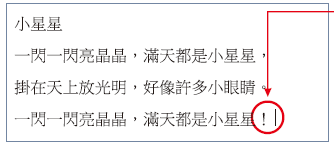 小星星
一閃一閃亮晶晶，滿天都是小星星，
掛在天上放光明，好像許多小眼睛。
一閃一閃亮晶晶，滿天都是小星星！